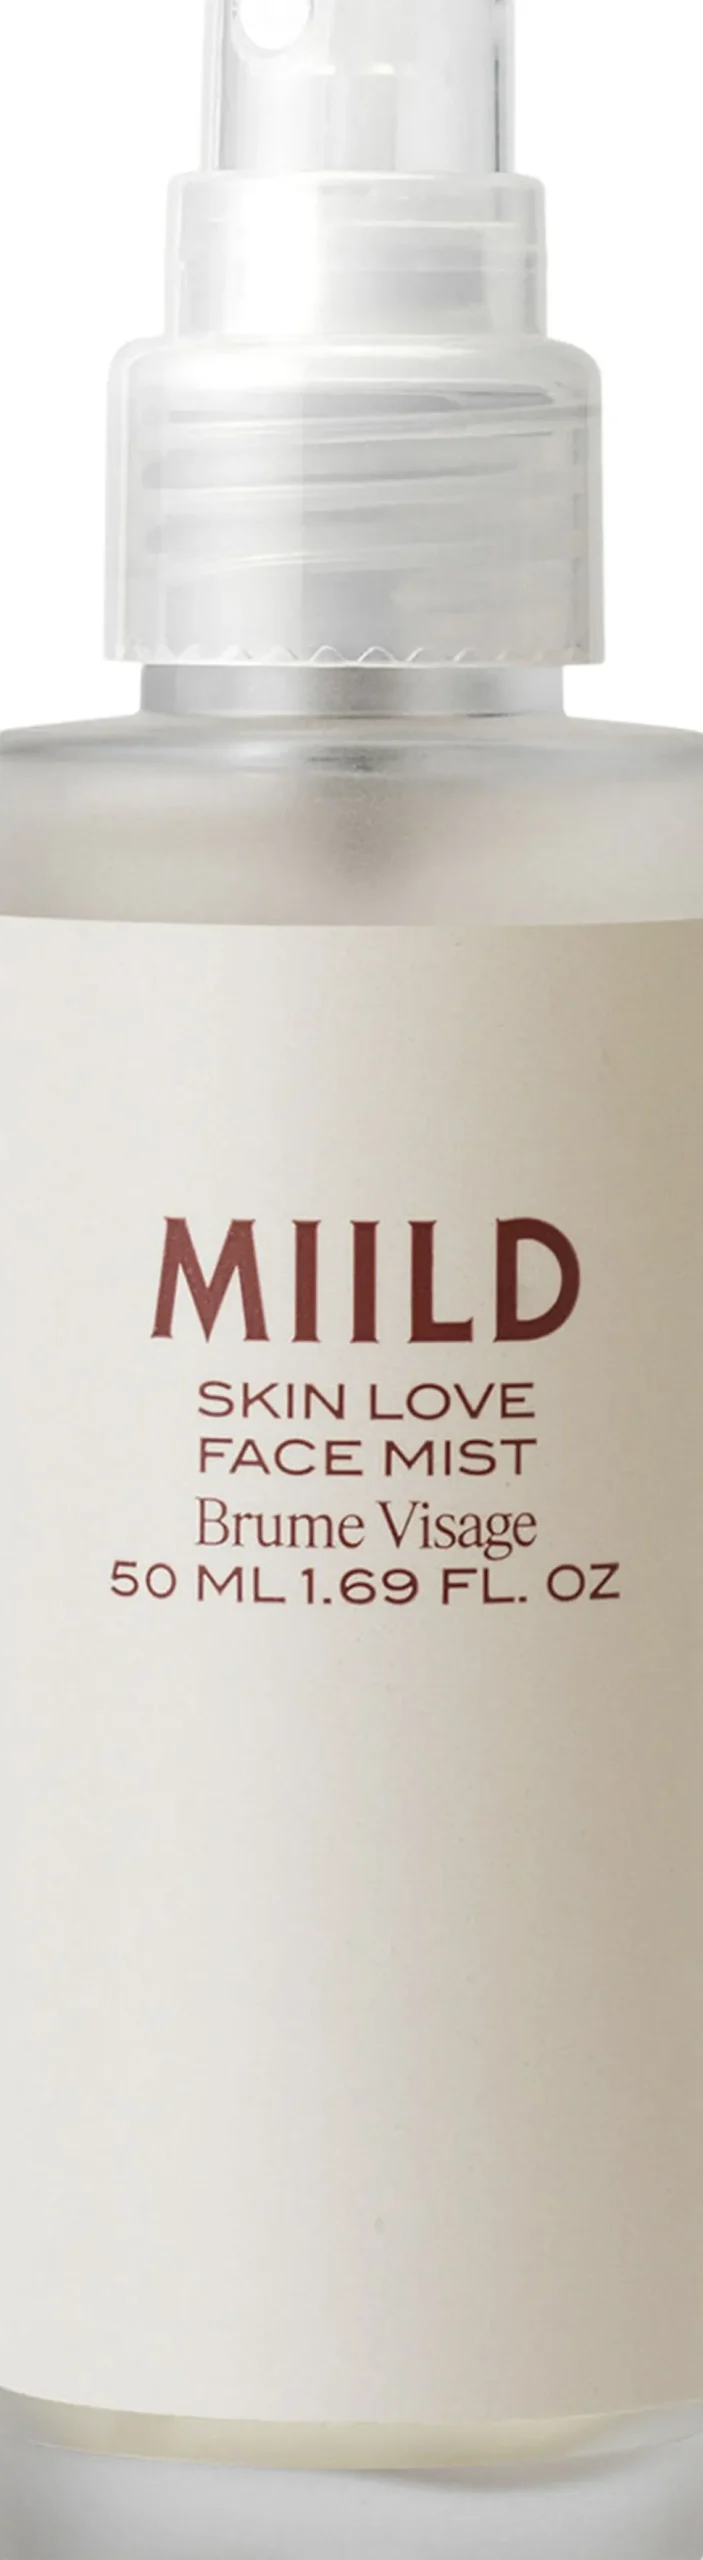 MIILD
SKIN LOVE
FACE MIST
Brume Visage
50 ML 1.69 FL. OZ